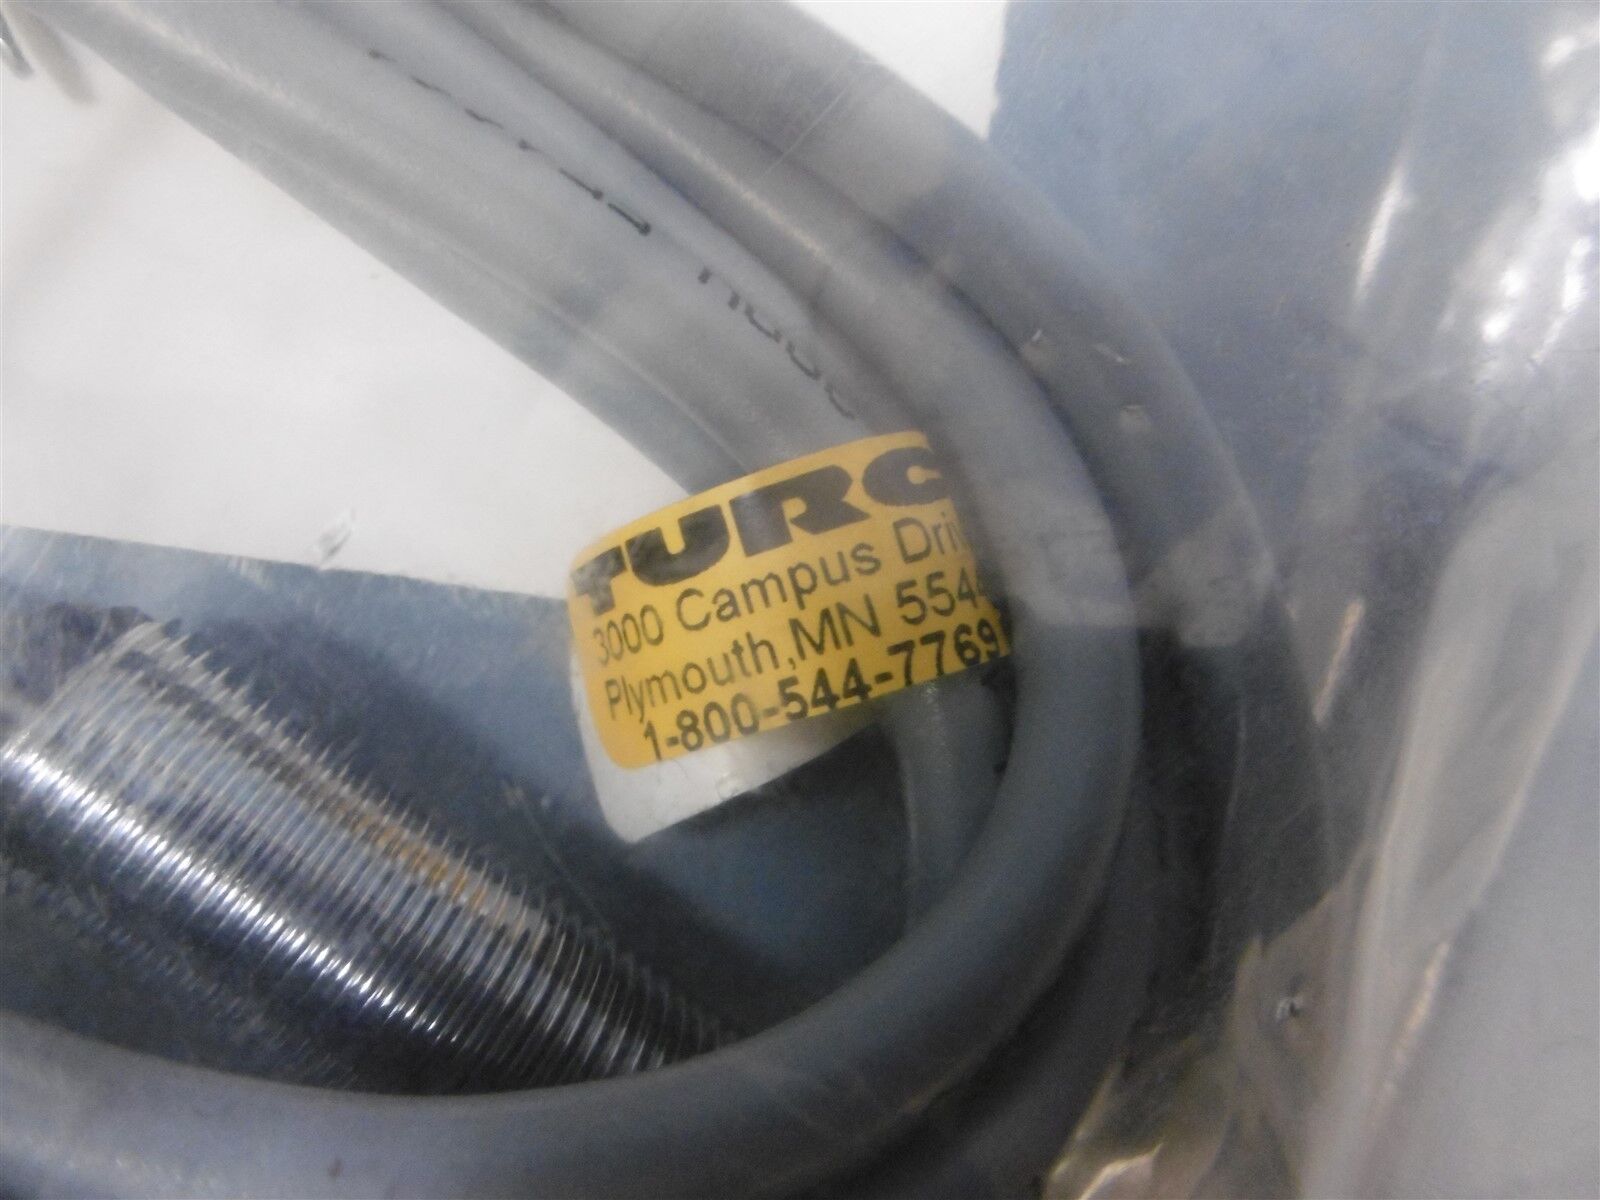 TURC
3000 Campus Driv
Plymouth, MN 554
1-800-544-7769